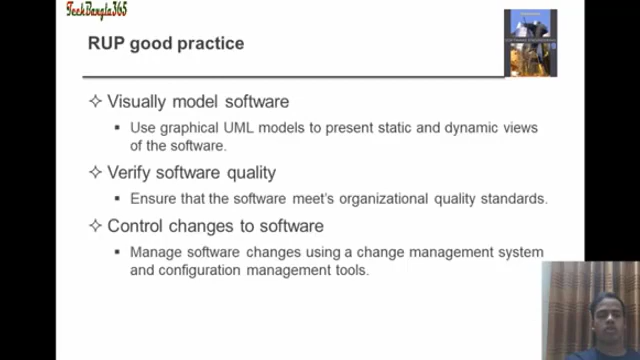 TechBangla365
RUP good practice
SOFTWARE ENGINEERING
✧ Visually model software
▪ Use graphical UML models to present static and dynamic views
of the software.
✧ Verify software quality
▪ Ensure that the software meet's organizational quality standards.
✧ Control changes to software
▪ Manage software changes using a change management system
and configuration management tools.